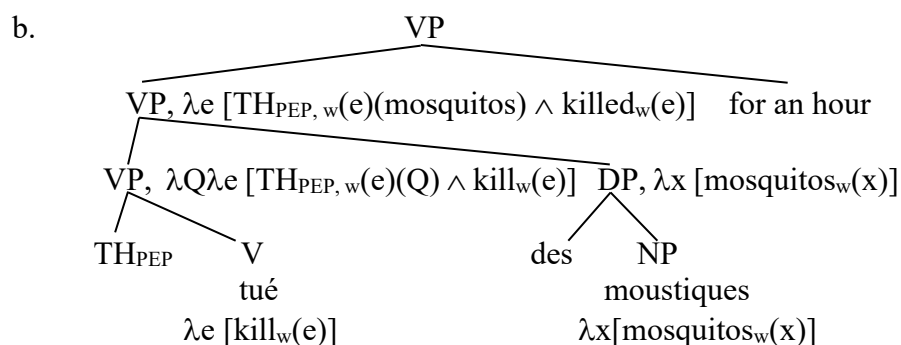 b. VP
VP, λe [TH_PEP, w(e)(mosquitos) ∧ killed_w(e)] for an hour
VP, λQλe [TH_PEP, w(e)(Q) ∧ kill_w(e)] DP, λx [mosquitos_w(x)]
TH_PEP V des NP
tué moustiques
λe [kill_w(e)] λx[mosquitos_w(x)]